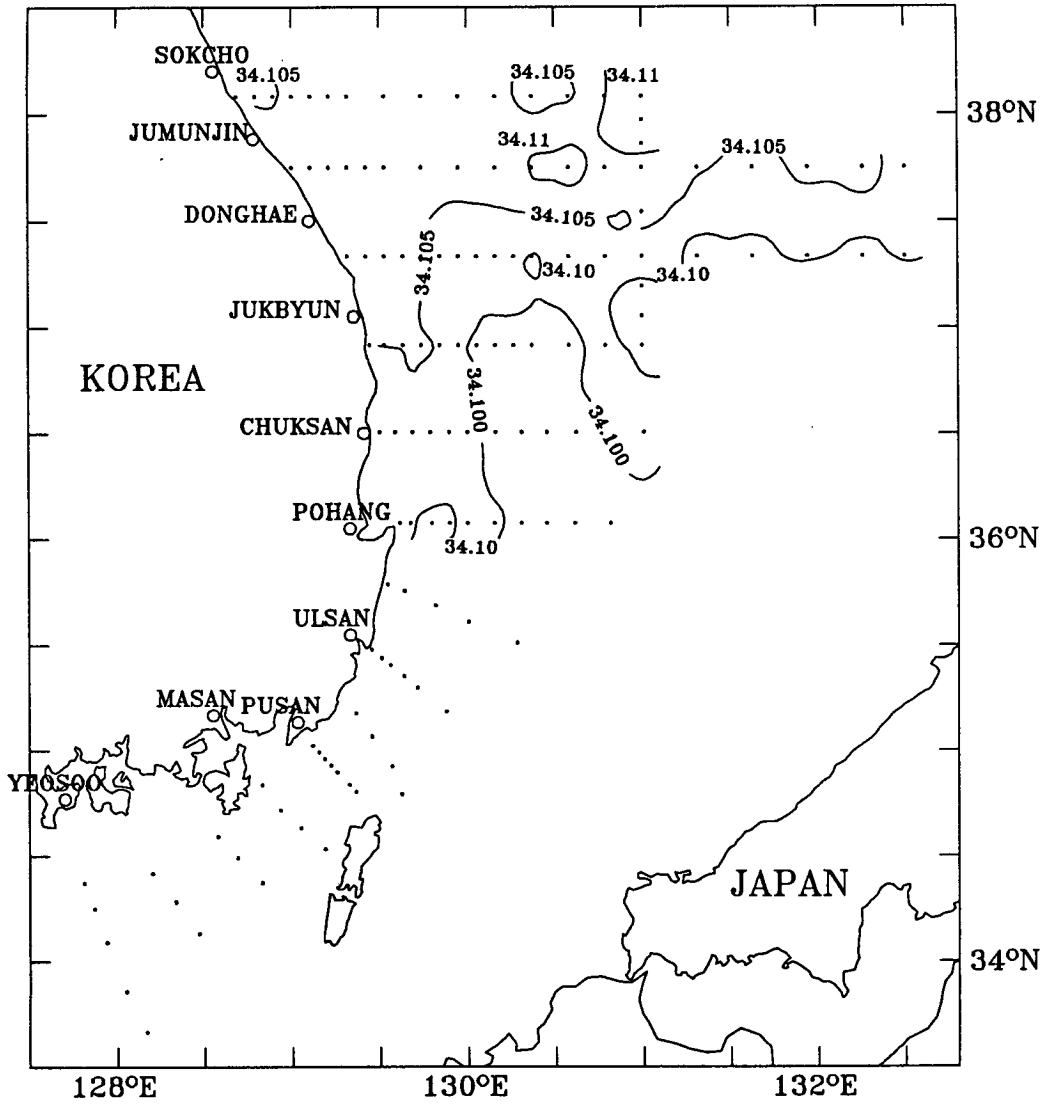 SOKCHO
34.105
34.105
34.11
38°N
JUMUNJIN
34.11
34.105
DONGHAE
34.105
34.105
34.10
34.10
JUKBYUN
KOREA
34.100
34.100
CHUKSAN
POHANG
34.10
36°N
ULSAN
MASAN
PUSAN
YEOSOO
JAPAN
34°N
128°E
130°E
132°E